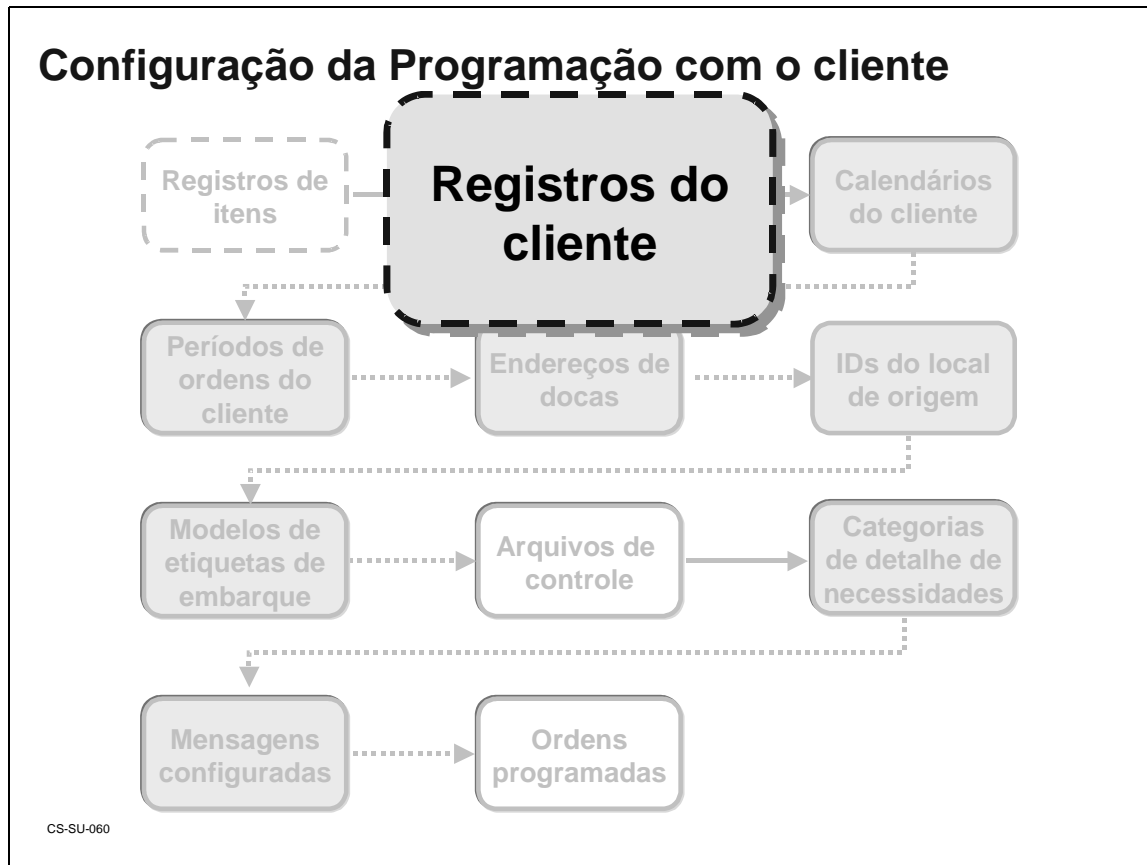 Configuração da Programação com o cliente
Registros de
itens
Registros do
cliente
Calendários
do cliente
Períodos de
ordens do
cliente
Endereços de
docas
IDs do local
de origem
Modelos de
etiquetas de
embarque
Arquivos de
controle
Categorias
de detalhe de
necessidades
Mensagens
configuradas
Ordens
programadas
CS-SU-060